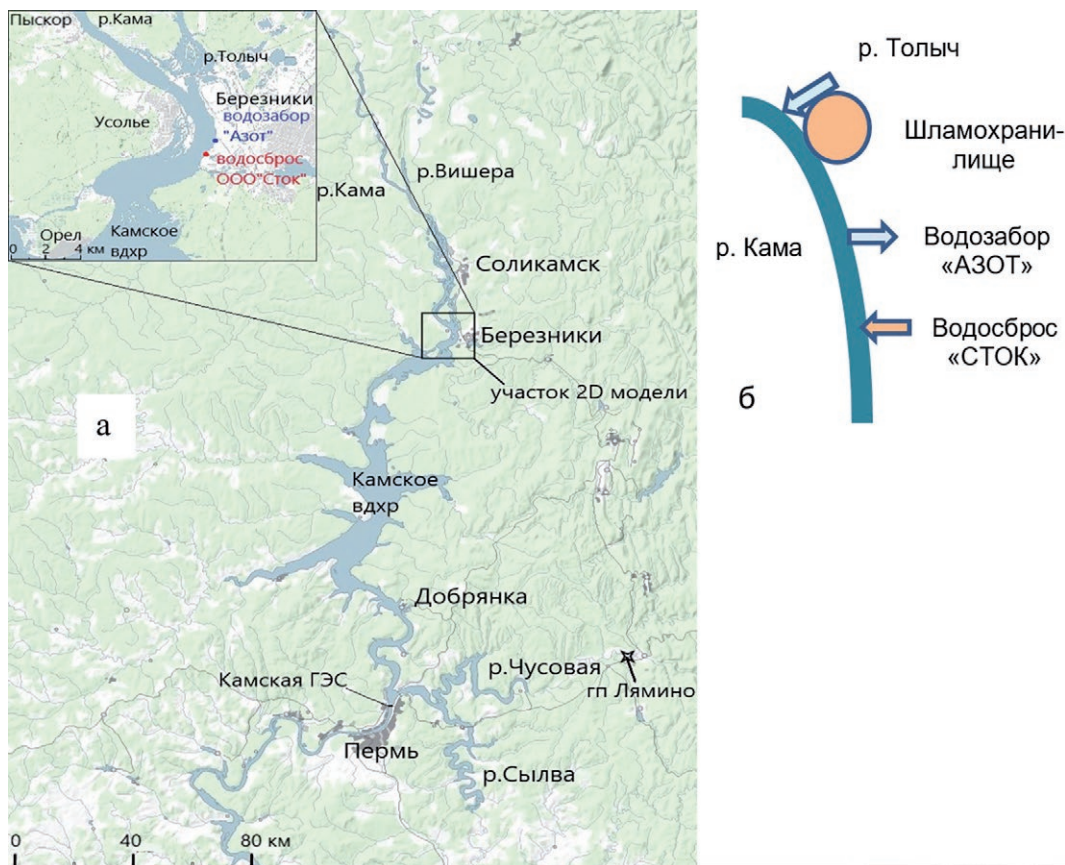 Пыскор
р.Кама
р.Толыч
Березники
водозабор
"Азот"
Усолье
водосброс
ООО"Сток"
Орел
Камское
вдхр
0 2 4 км
р.Кама
р.Вишера
Соликамск
Березники
участок 2D модели
а
Камское
вдхр
Добрянка
р.Чусовая
гп Лямино
Камская ГЭС
Пермь
р.Сылва
0 40 80 км
р. Толыч
Шламохрани-
лище
р. Кама
Водозабор
«АЗОТ»
Водосброс
«СТОК»
б